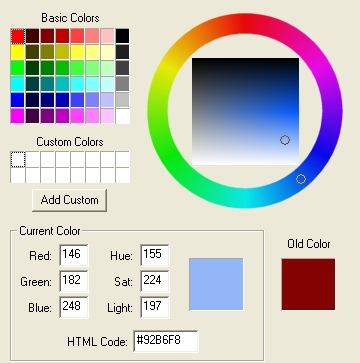 Basic Colors
Custom Colors
Add Custom
Current Color
Red: 146 Hue: 155
Green: 182 Sat: 224
Blue: 248 Light: 197
HTML Code: #92B6F8
Old Color